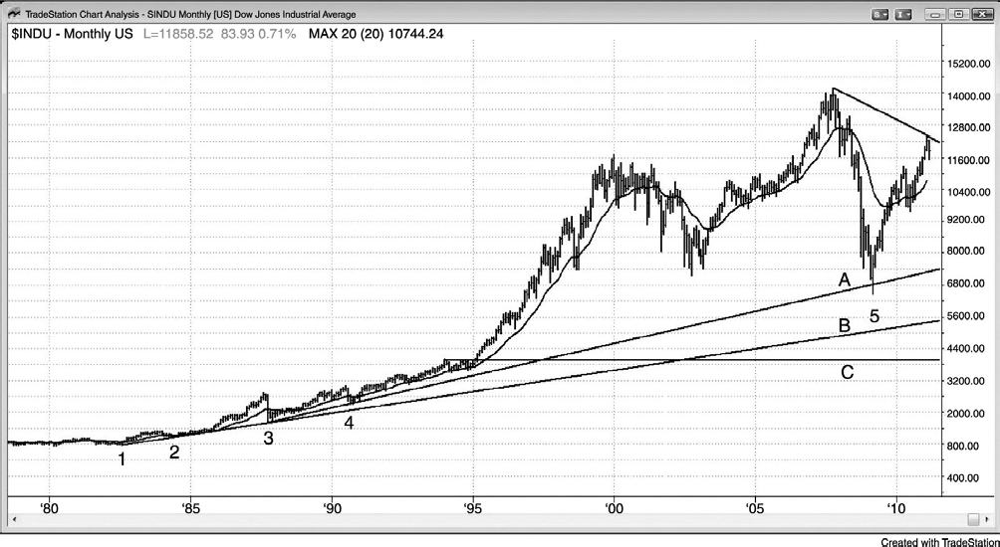 TradeStation Chart Analysis - SINDU Monthly [US] Dow Jones Industrial Average
$INDU - Monthly US L=11858.52 83.93 0.71% MAX 20 (20) 10744.24
15200.00
14000.00
12800.00
11600.00
10400.00
9200.00
8000.00
A
6800.00
5
5600.00
B
4400.00
C
3200.00
4
2000.00
3
2
1
800.00
400.00
'80 '85 '90 '95 '00 '05 '10
Created with TradeStation